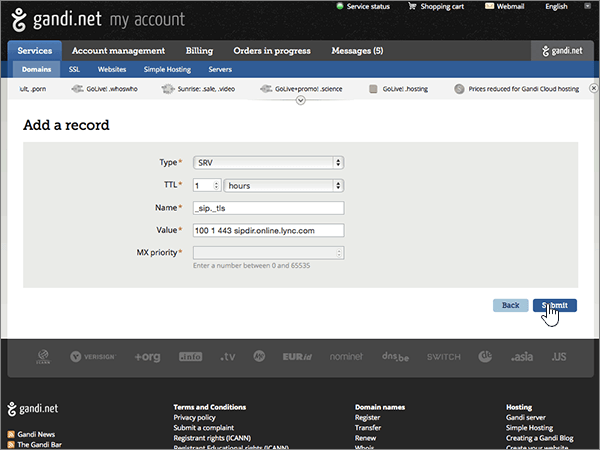 gandi.net my account
Service status Shopping cart Webmail English
Services Account management Billing Orders in progress Messages (5) gandi.net
Domains SSL Websites Simple Hosting Servers
ult, .porn GoLive! .whoswho Sunrise: .sale, .video GoLive+promo! .science GoLive! .hosting Prices reduced for Gandi Cloud hosting
Add a record
Type* SRV
TTL* 1 hours
Name* _sip._tls
Value* 100 1 443 sipdir.online.lync.com
MX priority*
Enter a number between 0 and 65535
Back Submit
ICANN VERISIGN +org .info .tv EURid nominet dns.be SWITCH dk .asia .US
gandi.net
Terms and Conditions Domain names Hosting
Privacy policy Register Gandi server
Submit a complaint Transfer Simple Hosting
Gandi News Registrant rights (ICANN) Renew Creating a Gandi Blog
The Gandi Bar Registrant Educational rights (ICANN) Whois Create your website